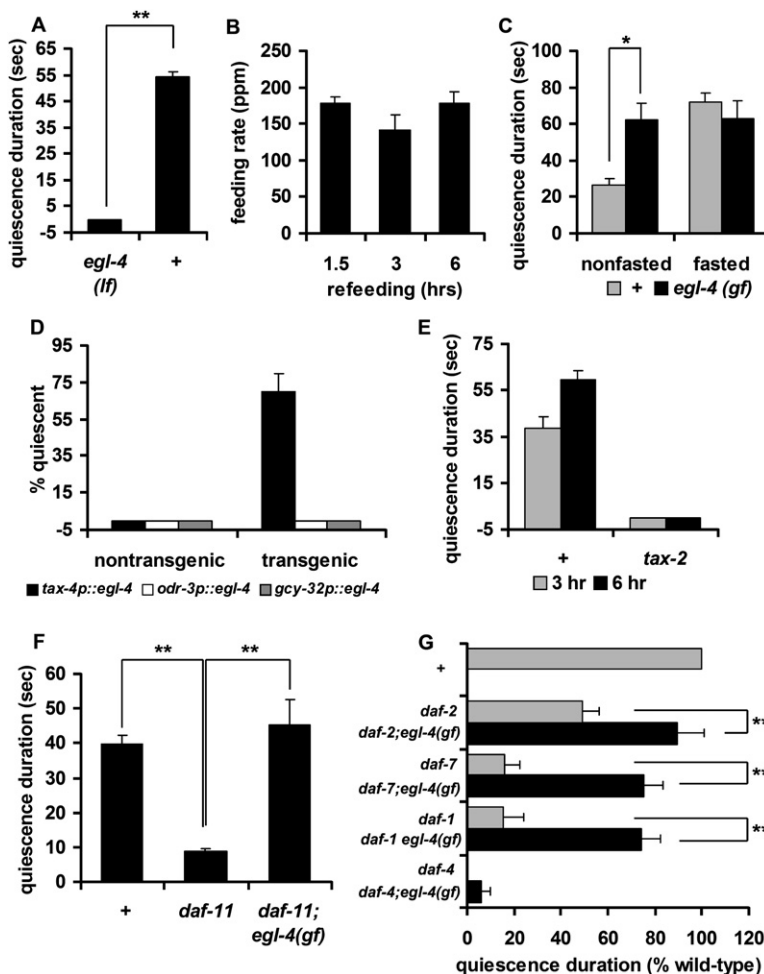 A
**
quiescence duration (sec)
65
55
45
35
25
15
5
-5
egl-4
(lf)
+
B
feeding rate (ppm)
250
200
150
100
50
0
1.5 3 6
refeeding (hrs)
C
*
quiescence duration (sec)
100
80
60
40
20
0
nonfasted fasted
+ egl-4 (gf)
D
% quiescent
95
75
55
35
15
-5
nontransgenic transgenic
tax-4p::egl-4 odr-3p::egl-4 gcy-32p::egl-4
E
quiescence duration (sec)
75
55
35
15
-5
+ tax-2
3 hr 6 hr
F
** **
quiescence duration (sec)
60
50
40
30
20
10
0
+ daf-11 daf-11;
egl-4(gf)
G
+
daf-2
daf-2;egl-4(gf)
**
daf-7
daf-7;egl-4(gf)
**
daf-1
daf-1 egl-4(gf)
**
daf-4
daf-4;egl-4(gf)
0 20 40 60 80 100 120
quiescence duration (% wild-type)